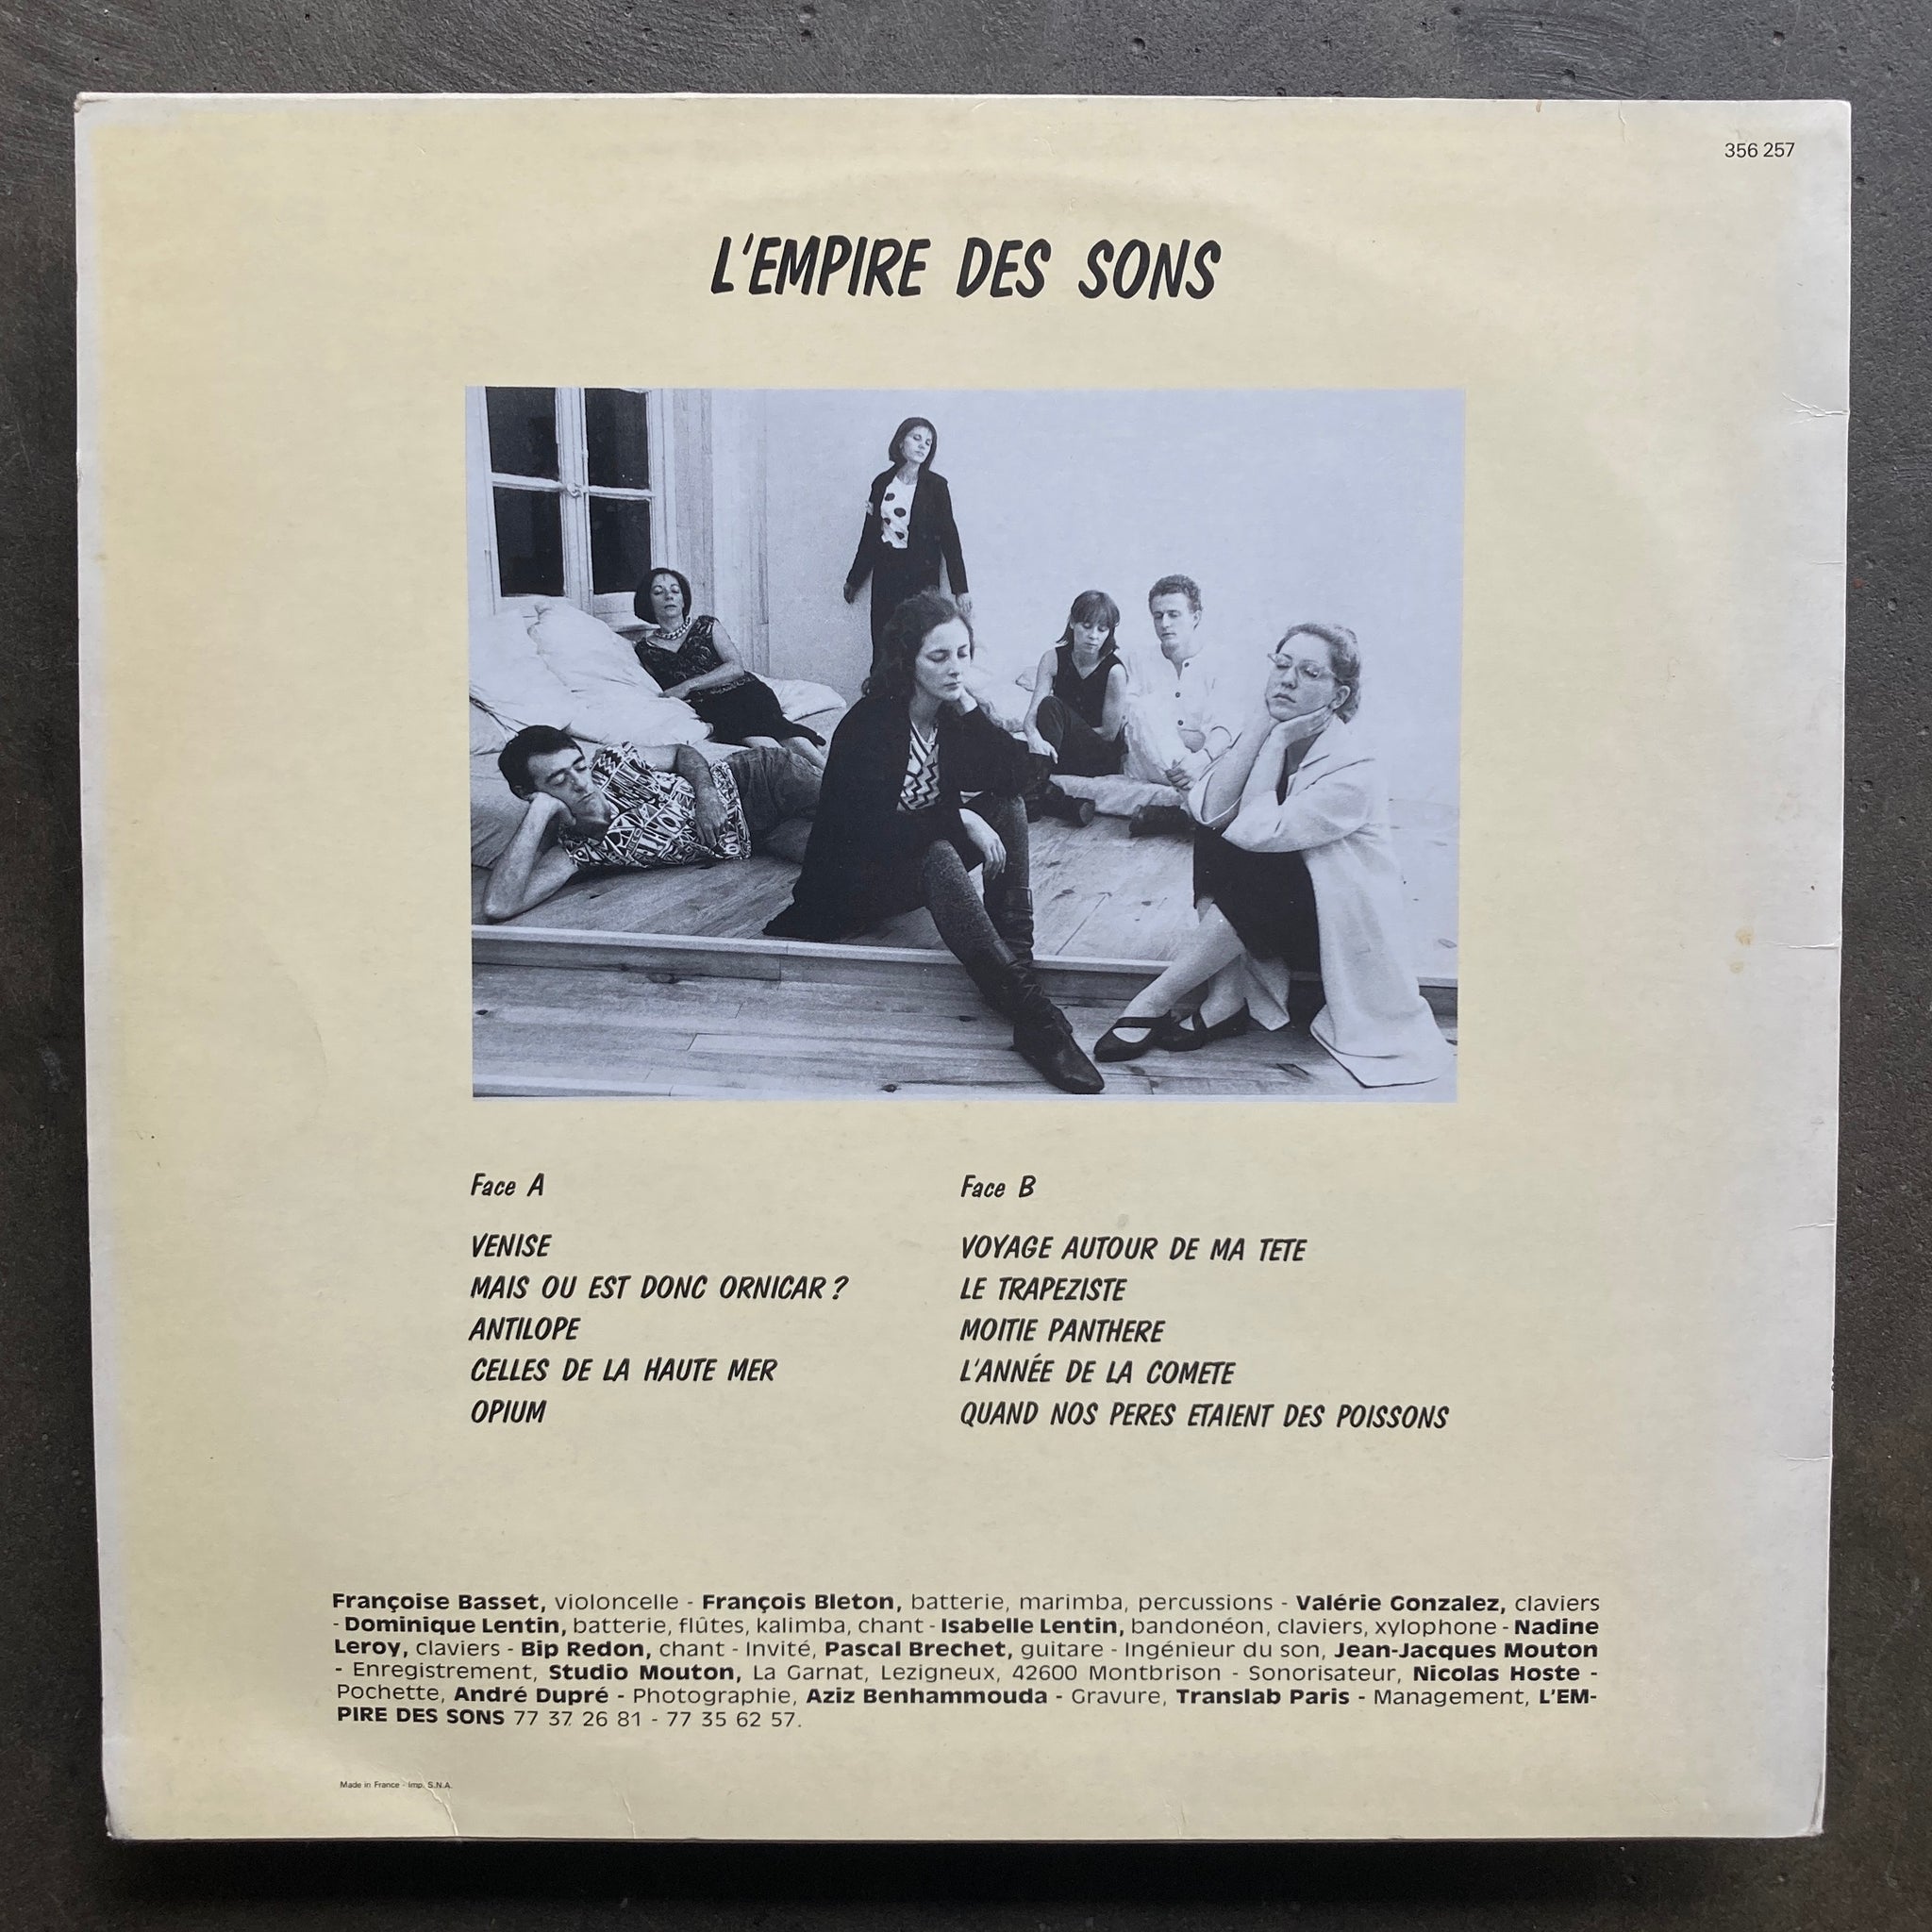 356 257
L'EMPIRE DES SONS
Face A
VENISE
MAIS OU EST DONC ORNICAR ?
ANTILOPE
CELLES DE LA HAUTE MER
OPIUM
Face B
VOYAGE AUTOUR DE MA TETE
LE TRAPEZISTE
MOITIE PANTHERE
L'ANNÉE DE LA COMETE
QUAND NOS PERES ETAIENT DES POISSONS
Françoise Basset, violoncelle - François Bleton, batterie, marimba, percussions - Valérie Gonzalez, claviers
- Dominique Lentin, batterie, flûtes, kalimba, chant - Isabelle Lentin, bandonéon, claviers, xylophone - Nadine
Leroy, claviers - Bip Redon, chant - Invité, Pascal Brechet, guitare - Ingénieur du son, Jean-Jacques Mouton
- Enregistrement, Studio Mouton, La Garnat, Lezigneux, 42600 Montbrison - Sonorisateur, Nicolas Hoste -
Pochette, André Dupré - Photographie, Aziz Benhammouda - Gravure, Translab Paris - Management, L'EM-
PIRE DES SONS 77 37 26 81 - 77 35 62 57.
Made in France - Imp. S.N.A.